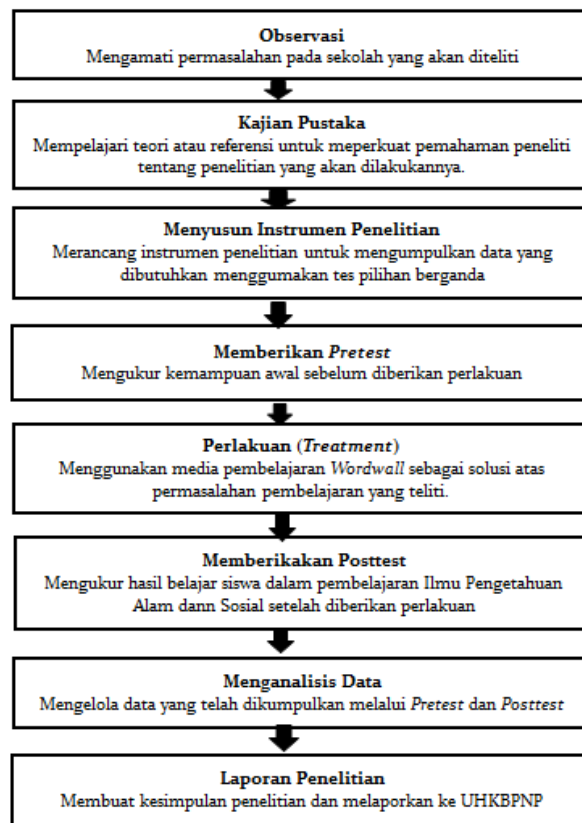 Observasi
Mengamati permasalahan pada sekolah yang akan diteliti
Kajian Pustaka
Mempelajari teori atau referensi untuk meperkuat pemahaman peneliti
tentang penelitian yang akan dilakukannya.
Menyusun Instrumen Penelitian
Merancang instrumen penelitian untuk mengumpulkan data yang
dibutuhkan menggumakan tes pilihan berganda
Memberikan Pretest
Mengukur kemampuan awal sebelum diberikan perlakuan
Perlakuan (Treatment)
Menggunakan media pembelajaran Wordwall sebagai solusi atas
permasalahan pembelajaran yang teliti.
Memberikakan Posttest
Mengukur hasil belajar siswa dalam pembelajaran Ilmu Pengetahuan
Alam dann Sosial setelah diberikan perlakuan
Menganalisis Data
Mengelola data yang telah dikumpulkan melalui Pretest dan Posttest
Laporan Penelitian
Membuat kesimpulan penelitian dan melaporkan ke UHKBPNP